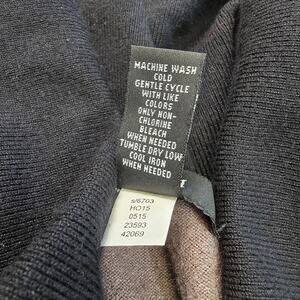 MACHINE WASH
COLD
GENTLE CYCLE
WITH LIKE
COLORS
ONLY NON-
CHLORINE
BLEACH
WHEN NEEDED
TUMBLE DRY LOW
COOL IRON
WHEN NEEDED
s/6703
HO15
0515
23593
42069